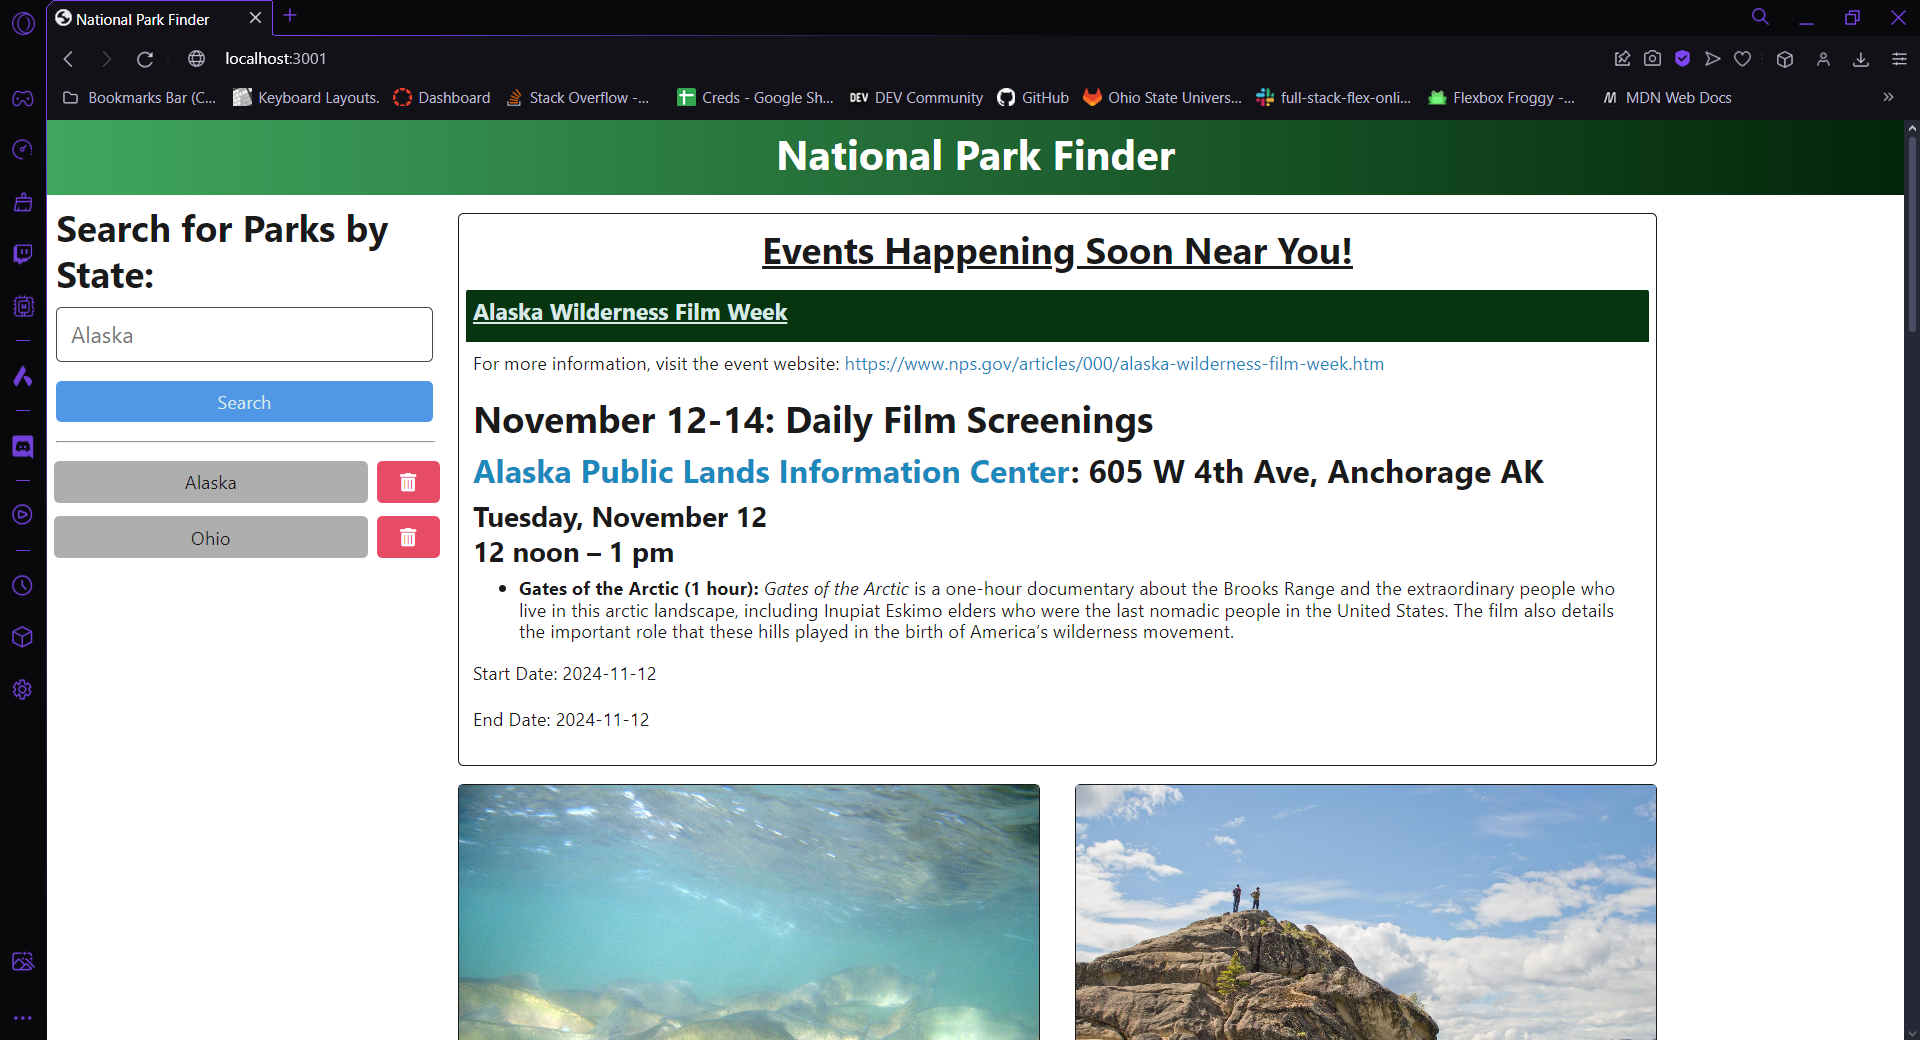 National Park Finder
localhost:3001
Bookmarks Bar (C...
Keyboard Layouts.
Dashboard
Stack Overflow -...
Creds - Google Sh...
DEV DEV Community
GitHub
Ohio State Univers...
full-stack-flex-onli...
Flexbox Froggy -...
MDN Web Docs
National Park Finder
Search for Parks by
State:
Alaska
Search
Alaska
Ohio
Events Happening Soon Near You!
Alaska Wilderness Film Week
For more information, visit the event website: https://www.nps.gov/articles/000/alaska-wilderness-film-week.htm
November 12-14: Daily Film Screenings
Alaska Public Lands Information Center: 605 W 4th Ave, Anchorage AK
Tuesday, November 12
12 noon – 1 pm
Gates of the Arctic (1 hour): Gates of the Arctic is a one-hour documentary about the Brooks Range and the extraordinary people who
live in this arctic landscape, including Inupiat Eskimo elders who were the last nomadic people in the United States. The film also details
the important role that these hills played in the birth of America’s wilderness movement.
Start Date: 2024-11-12
End Date: 2024-11-12